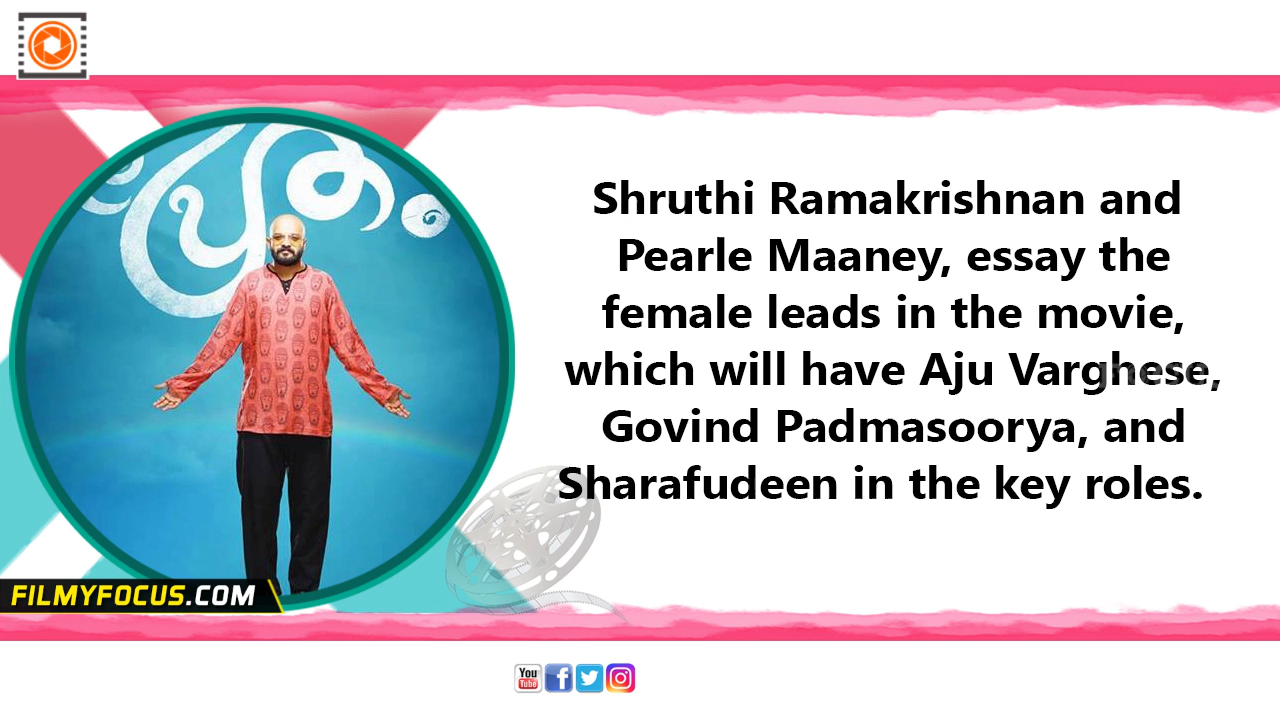 പ്രേതം
Shruthi Ramakrishnan and
Pearle Maaney, essay the
female leads in the movie,
which will have Aju Varghese,
Govind Padmasoorya, and
Sharafudeen in the key roles.
FILMYFOCUS.COM
You
Tube
f